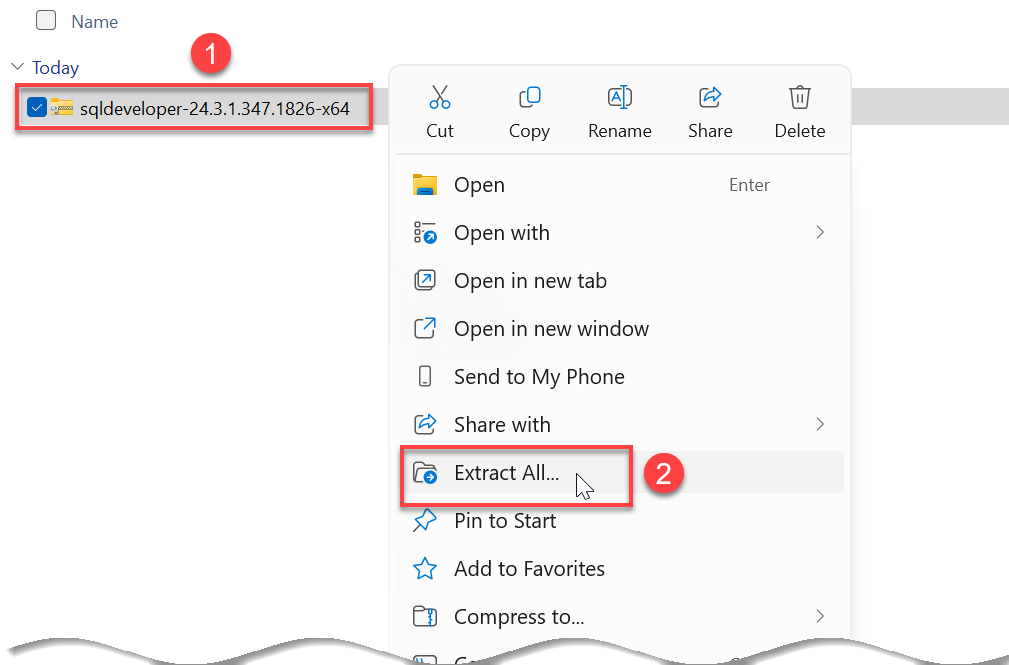 Name
Today
1
sqldeveloper-24.3.1.347.1826-x64
Cut
Copy
Rename
Share
Delete
Open Enter
Open with
Open in new tab
Open in new window
Send to My Phone
Share with
Extract All...
2
Pin to Start
Add to Favorites
Compress to...